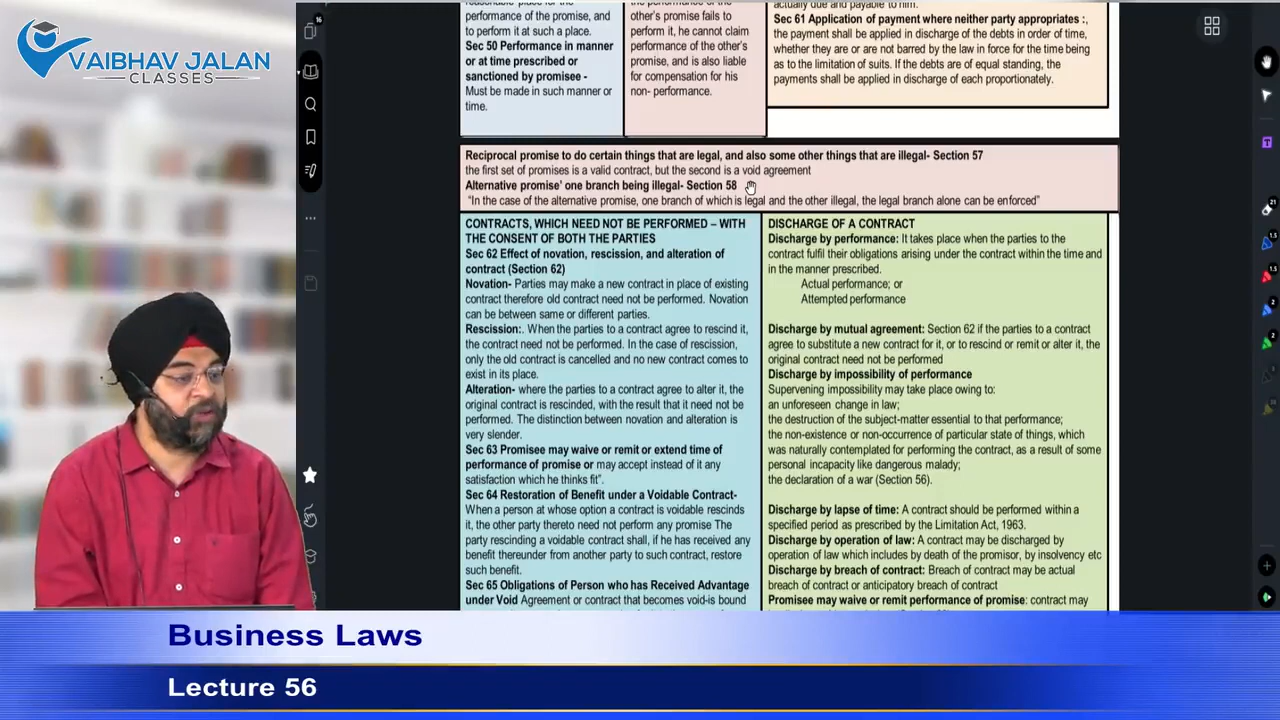 VAIBHAV JALAN
CLASSES
16
performance of the promise, and
to perform it at such a place.
Sec 50 Performance in manner
or at time prescribed or
sanctioned by promisee -
Must be made in such manner or
time.
other's promise fails to
perform it, he cannot claim
performance of the other's
promise, and is also liable
for compensation for his
non- performance.
actually due and payable to him.
Sec 61 Application of payment where neither party appropriates :,
the payment shall be applied in discharge of the debts in order of time,
whether they are or are not barred by the law in force for the time being
as to the limitation of suits. If the debts are of equal standing, the
payments shall be applied in discharge of each proportionately.
Reciprocal promise to do certain things that are legal, and also some other things that are illegal- Section 57
the first set of promises is a valid contract, but the second is a void agreement
Alternative promise' one branch being illegal- Section 58
“In the case of the alternative promise, one branch of which is legal and the other illegal, the legal branch alone can be enforced”
CONTRACTS, WHICH NEED NOT BE PERFORMED – WITH
THE CONSENT OF BOTH THE PARTIES
Sec 62 Effect of novation, rescission, and alteration of
contract (Section 62)
Novation- Parties may make a new contract in place of existing
contract therefore old contract need not be performed. Novation
can be between same or different parties.
Rescission:. When the parties to a contract agree to rescind it,
the contract need not be performed. In the case of rescission,
only the old contract is cancelled and no new contract comes to
exist in its place.
Alteration- where the parties to a contract agree to alter it, the
original contract is rescinded, with the result that it need not be
performed. The distinction between novation and alteration is
very slender.
Sec 63 Promisee may waive or remit or extend time of
performance of promise or may accept instead of it any
satisfaction which he thinks fit”.
Sec 64 Restoration of Benefit under a Voidable Contract-
When a person at whose option a contract is voidable rescinds
it, the other party thereto need not perform any promise The
party rescinding a voidable contract shall, if he has received any
benefit thereunder from another party to such contract, restore
such benefit.
Sec 65 Obligations of Person who has Received Advantage
under Void Agreement or contract that becomes void-is bound
DISCHARGE OF A CONTRACT
Discharge by performance: It takes place when the parties to the
contract fulfil their obligations arising under the contract within the time and
in the manner prescribed.
Actual performance; or
Attempted performance
Discharge by mutual agreement: Section 62 if the parties to a contract
agree to substitute a new contract for it, or to rescind or remit or alter it, the
original contract need not be performed
Discharge by impossibility of performance
Supervening impossibility may take place owing to:
an unforeseen change in law;
the destruction of the subject-matter essential to that performance;
the non-existence or non-occurrence of particular state of things, which
was naturally contemplated for performing the contract, as a result of some
personal incapacity like dangerous malady;
the declaration of a war (Section 56).
Discharge by lapse of time: A contract should be performed within a
specified period as prescribed by the Limitation Act, 1963.
Discharge by operation of law: A contract may be discharged by
operation of law which includes by death of the promisor, by insolvency etc
Discharge by breach of contract: Breach of contract may be actual
breach of contract or anticipatory breach of contract
Promisee may waive or remit performance of promise: contract may
21
1.5
1.5
2
2
Business Laws
Lecture 56